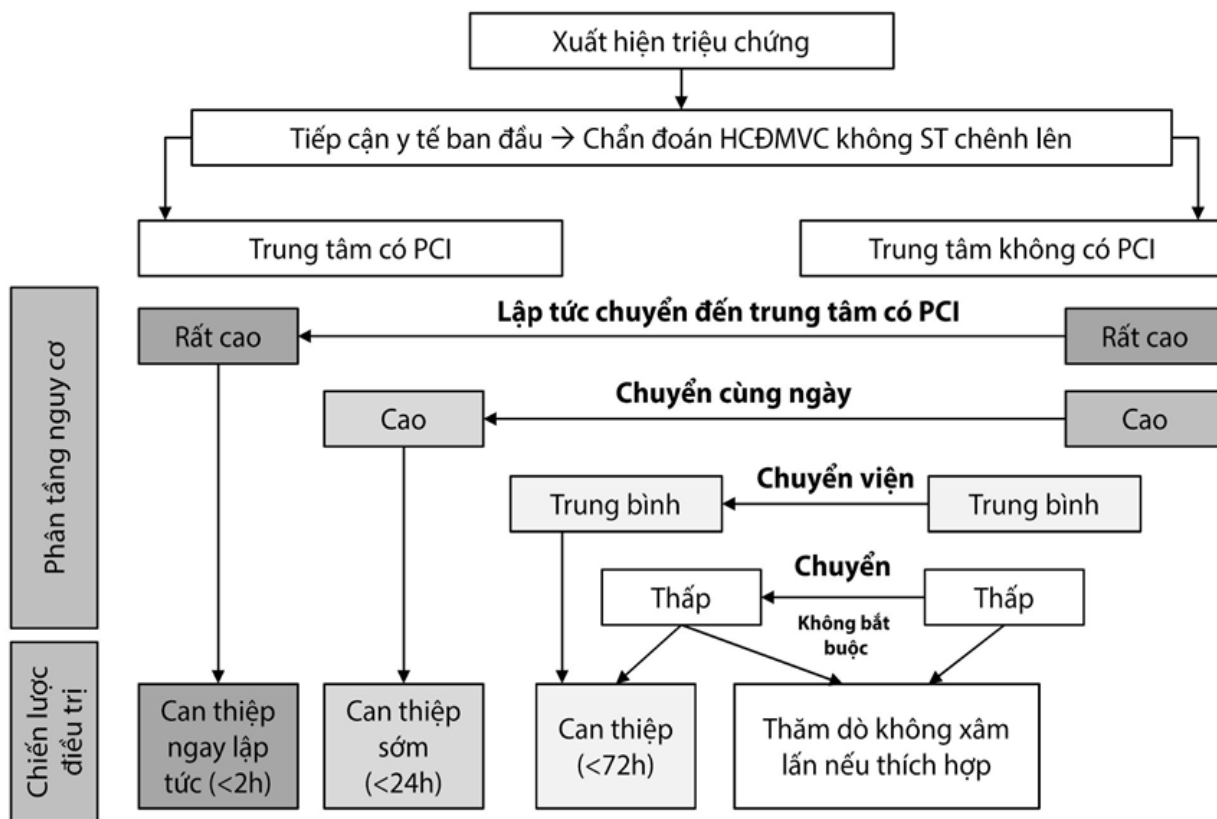 Xuất hiện triệu chứng
Tiếp cận y tế ban đầu → Chẩn đoán HCĐMVC không ST chênh lên
Trung tâm có PCI
Trung tâm không có PCI
Phân tầng nguy cơ
Rất cao
Lập tức chuyển đến trung tâm có PCI
Rất cao
Cao
Chuyển cùng ngày
Cao
Trung bình
Chuyển viện
Trung bình
Thấp
Chuyển
Thấp
Không bắt
buộc
Chiến lược
điều trị
Can thiệp
ngay lập
tức (<2h)
Can thiệp
sớm
(<24h)
Can thiệp
(<72h)
Thăm dò không xâm
lấn nếu thích hợp